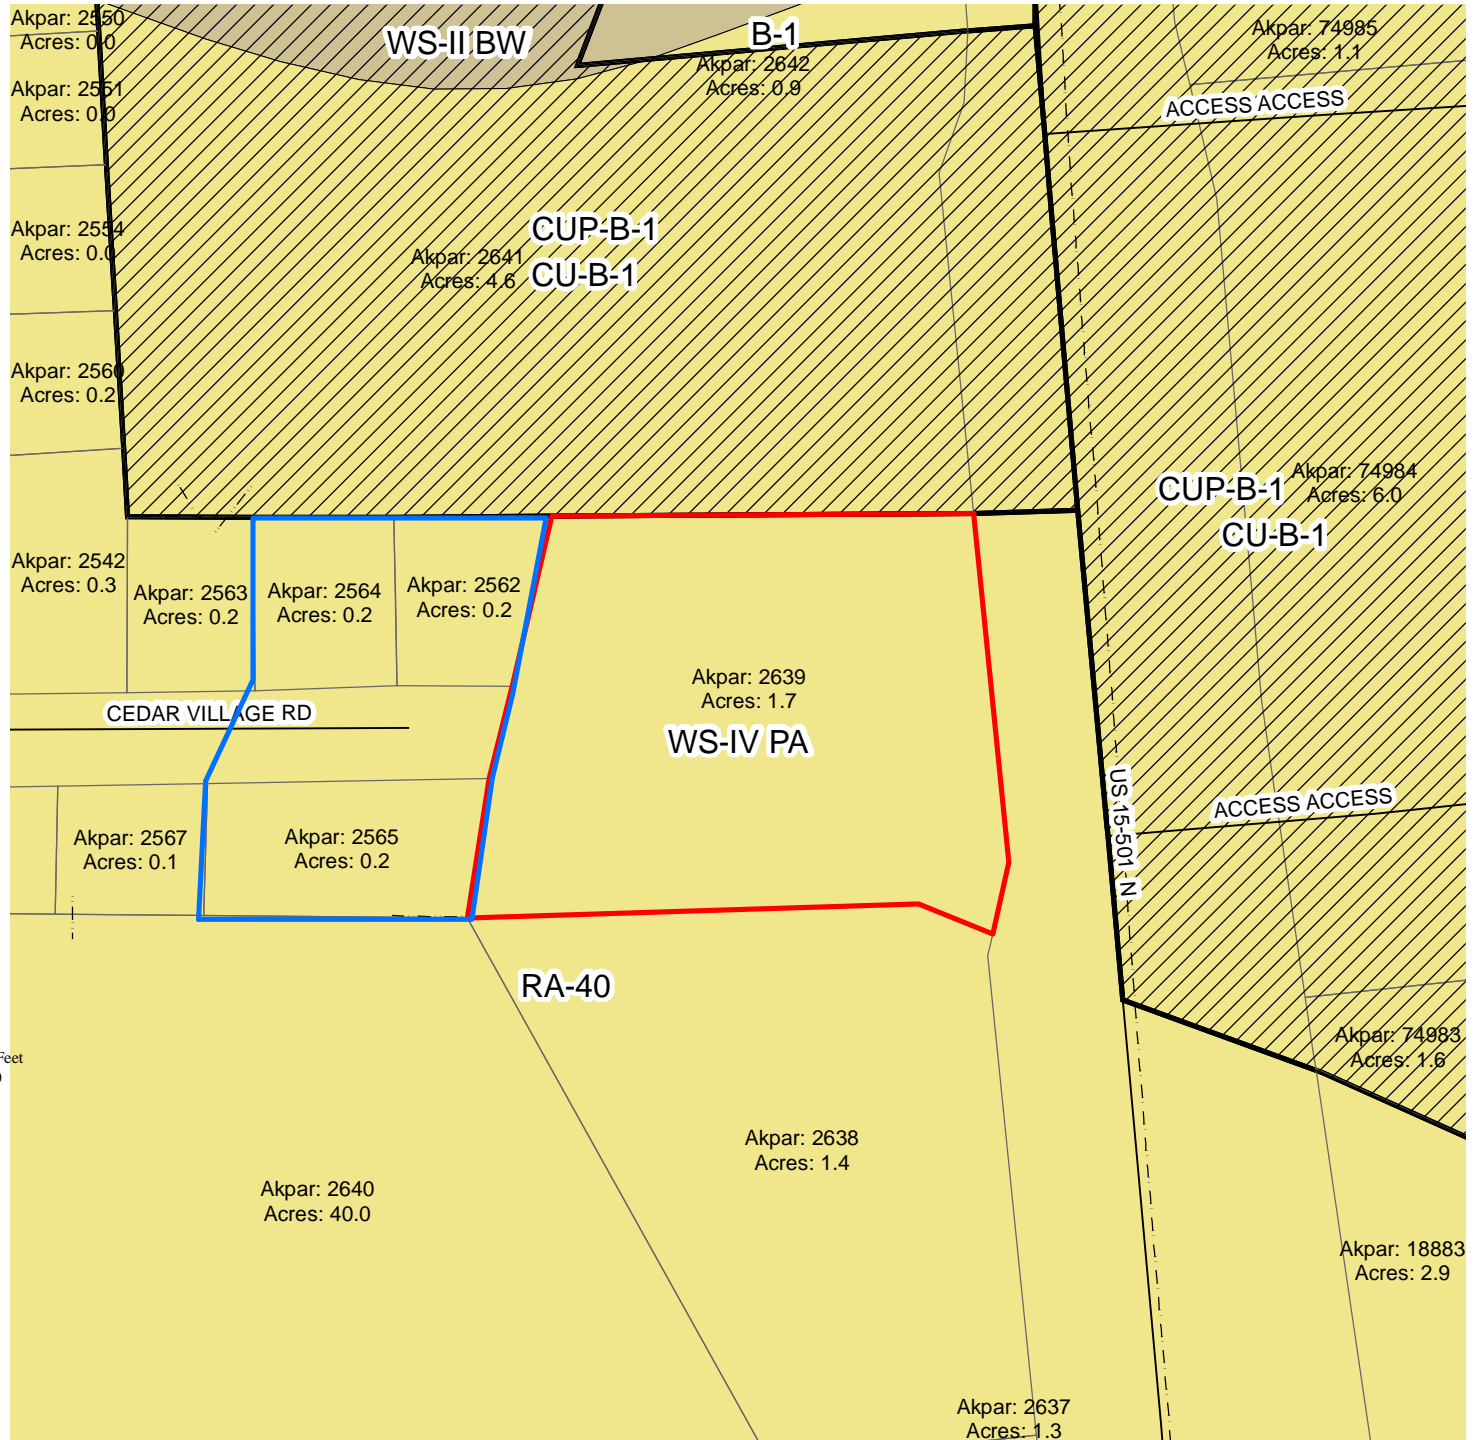 Akpar: 2550
Acres: 0.0
WS-II BW
B-1
Akpar: 2642
Acres: 0.9
Akpar: 74985
Acres: 1.1
ACCESS ACCESS
Akpar: 2551
Acres: 0.0
Akpar: 2554
Acres: 0.0
CUP-B-1
Akpar: 2641
Acres: 4.6
CU-B-1
Akpar: 2560
Acres: 0.2
CUP-B-1
Akpar: 74984
Acres: 6.0
CU-B-1
Akpar: 2542
Acres: 0.3
Akpar: 2563
Acres: 0.2
Akpar: 2564
Acres: 0.2
Akpar: 2562
Acres: 0.2
Akpar: 2639
Acres: 1.7
WS-IV PA
CEDAR VILLAGE RD
US 15-501 N
ACCESS ACCESS
Akpar: 2567
Acres: 0.1
Akpar: 2565
Acres: 0.2
RA-40
Feet
Akpar: 74983
Acres: 1.6
Akpar: 2638
Acres: 1.4
Akpar: 2640
Acres: 40.0
Akpar: 18883
Acres: 2.9
Akpar: 2637
Acres: 1.3